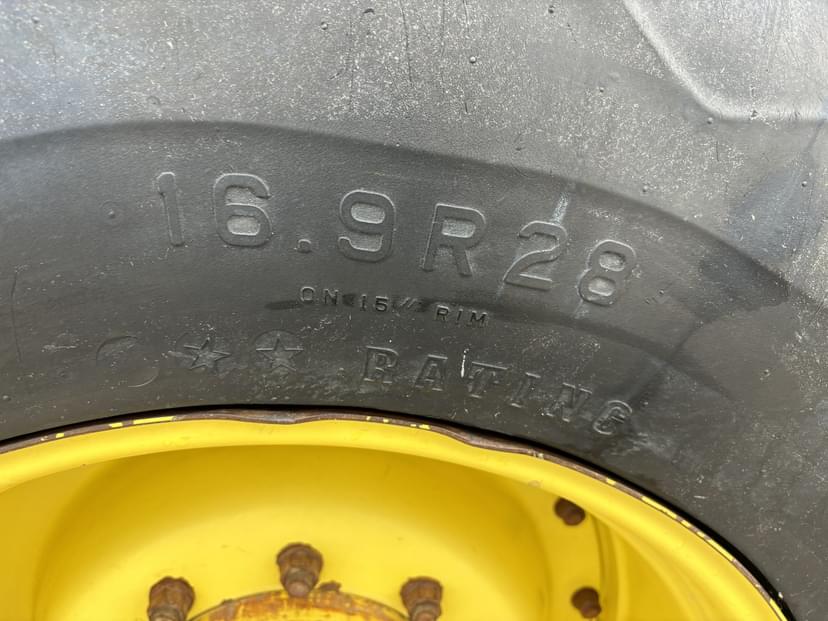 16.9R28
ON 15" RIM
★★ RATING